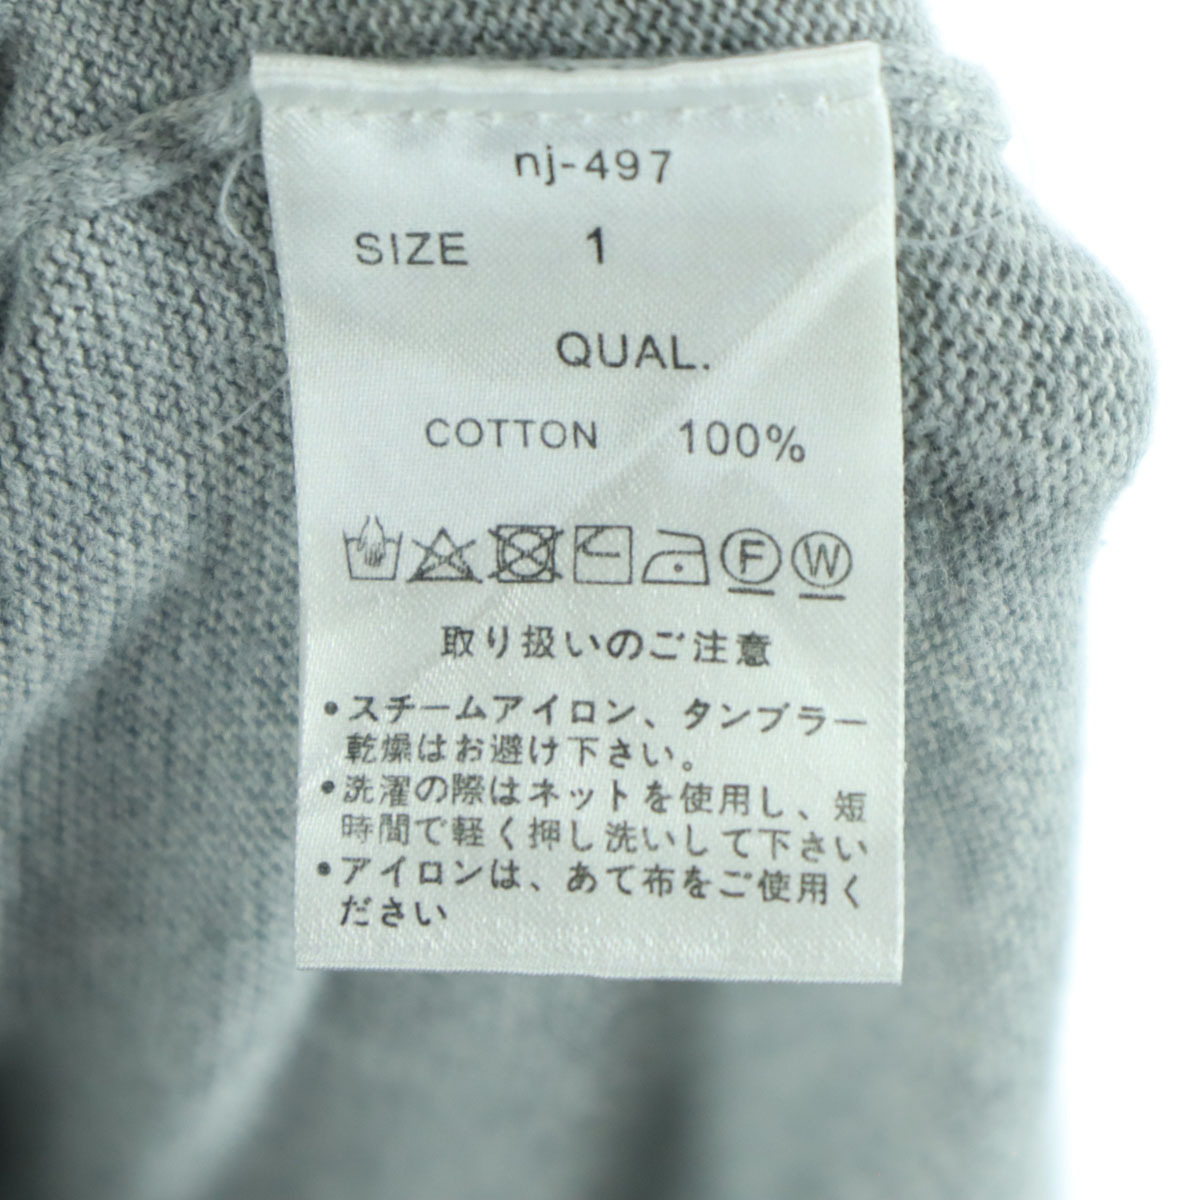 nj-497
SIZE 1
QUAL.
COTTON 100%
F W
取り扱いのご注意
•スチームアイロン、タンブラー
乾燥はお避け下さい。
•洗濯の際はネットを使用し、短
時間で軽く押し洗いして下さい
•アイロンは、あて布をご使用く
ださい